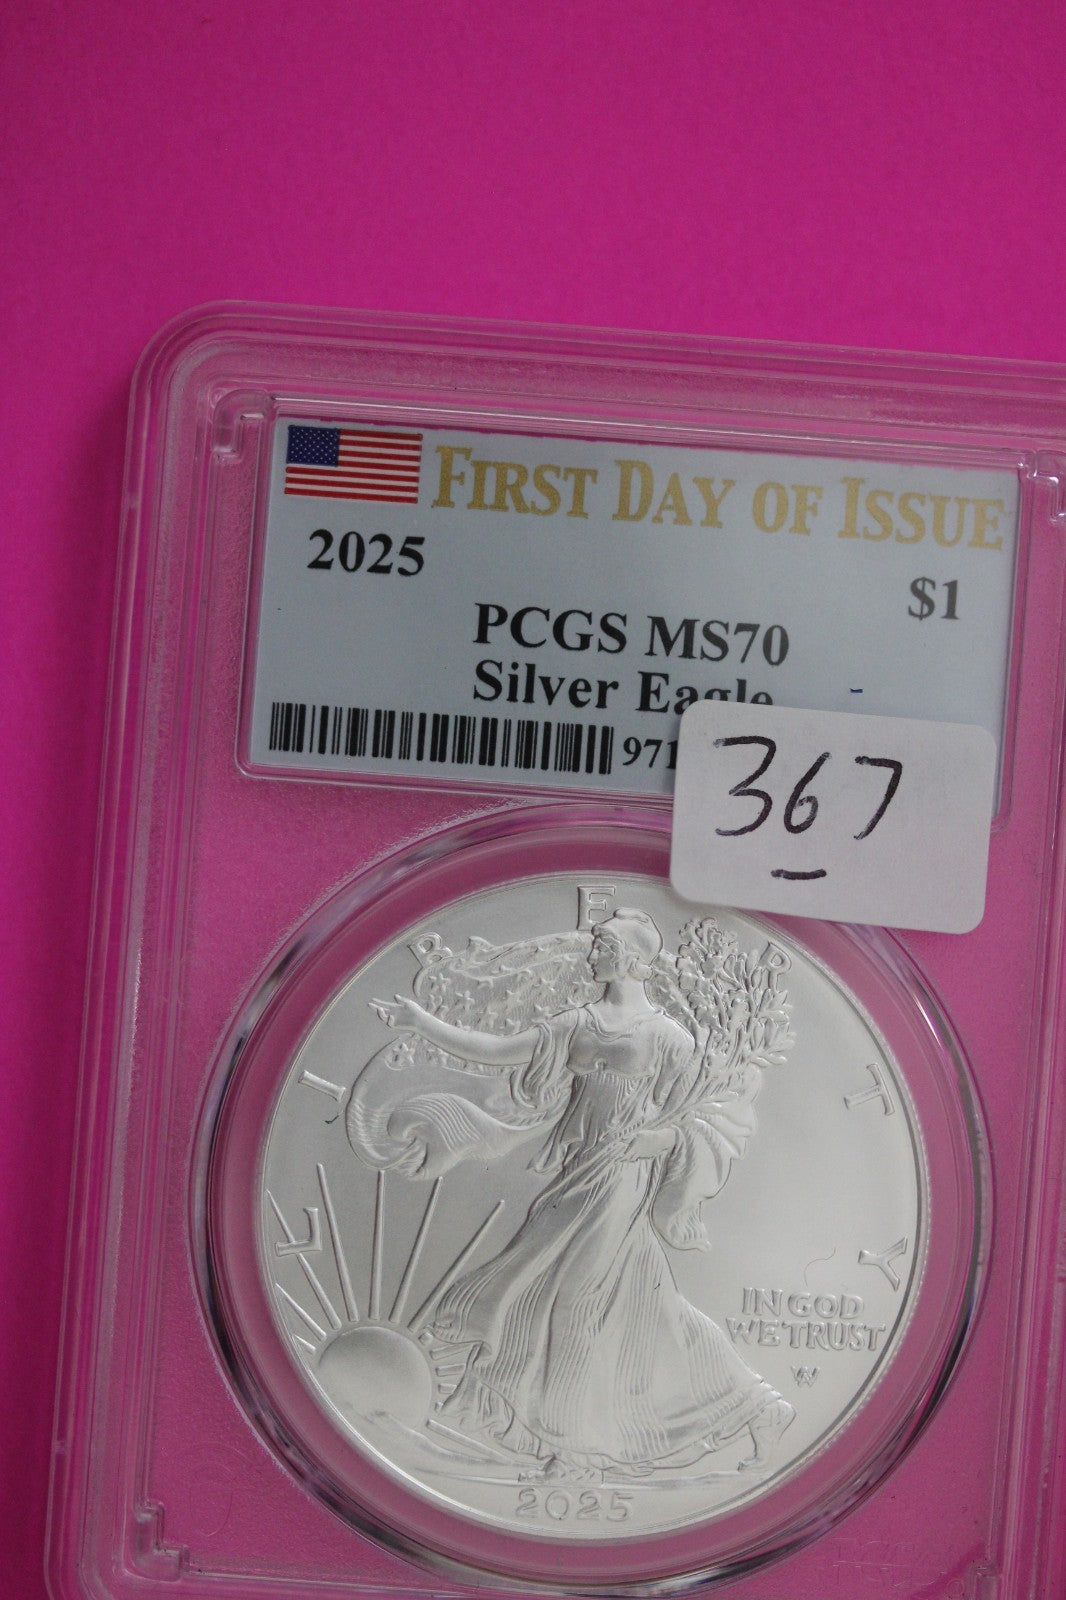 FIRST DAY OF ISSUE
2025
$1
PCGS MS70
Silver Eagle
971
367
LIBERTY
IN GOD
WE TRUST
2025